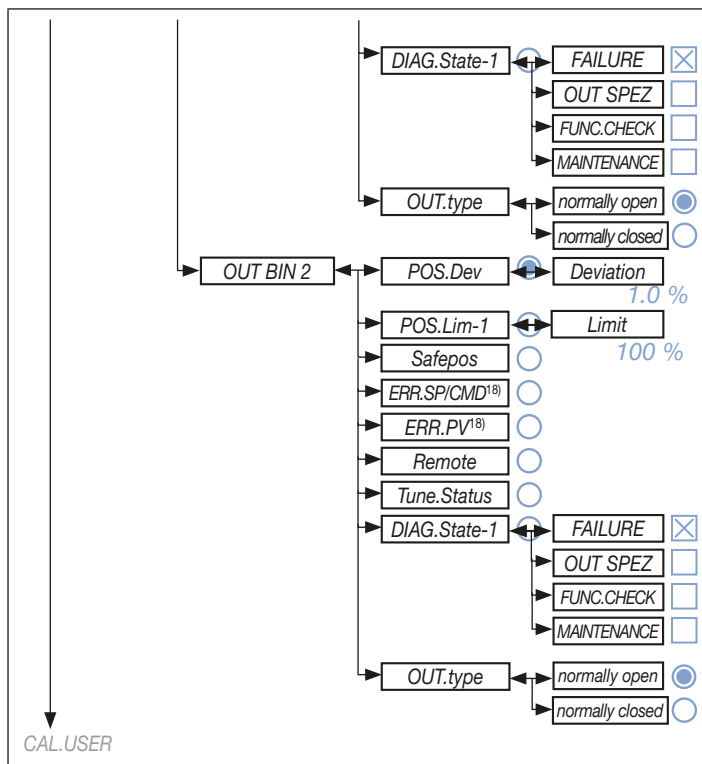 DIAG.State-1 FAILURE
OUT SPEZ
FUNC.CHECK
MAINTENANCE
OUT.type normally open
normally closed
OUT BIN 2 POS.Dev Deviation
1.0 %
POS.Lim-1 Limit
100 %
Safepos
ERR.SP/CMD18)
ERR.PV18)
Remote
Tune.Status
DIAG.State-1 FAILURE
OUT SPEZ
FUNC.CHECK
MAINTENANCE
OUT.type normally open
normally closed
CAL.USER